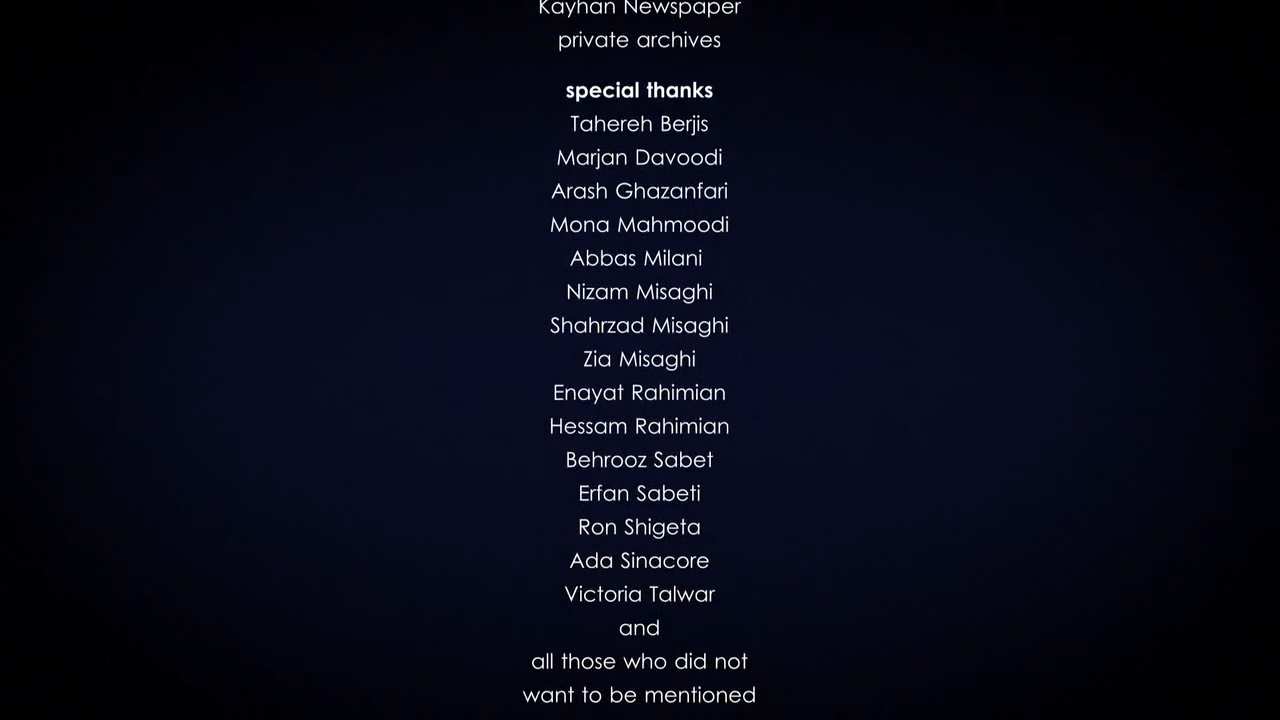 Kayhan Newspaper
private archives
special thanks
Tahereh Berjis
Marjan Davoodi
Arash Ghazanfari
Mona Mahmoodi
Abbas Milani
Nizam Misaghi
Shahrzad Misaghi
Zia Misaghi
Enayat Rahimian
Hessam Rahimian
Behrooz Sabet
Erfan Sabeti
Ron Shigeta
Ada Sinacore
Victoria Talwar
and
all those who did not
want to be mentioned